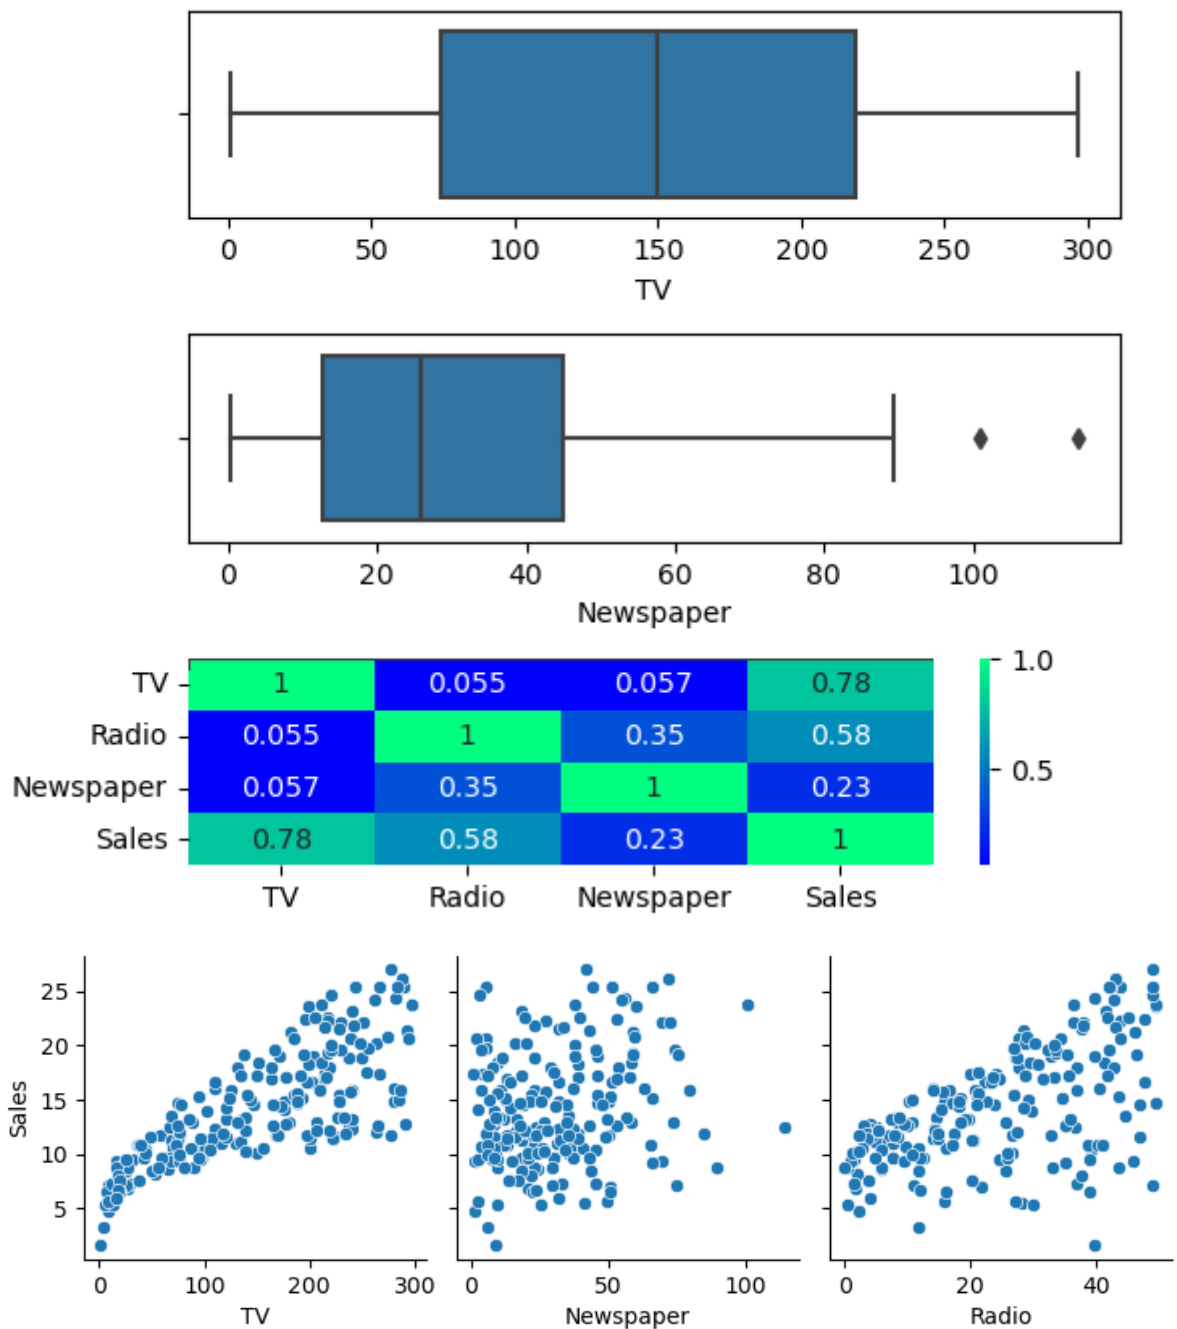 0 50 100 150 200 250 300
TV
0 20 40 60 80 100
Newspaper
TV 1 0.055 0.057 0.78
Radio 0.055 1 0.35 0.58
Newspaper 0.057 0.35 1 0.23
Sales 0.78 0.58 0.23 1
TV Radio Newspaper Sales
1.0
0.5
Sales
25
20
15
10
5
0 100 200 300
TV
0 50 100
Newspaper
0 20 40
Radio